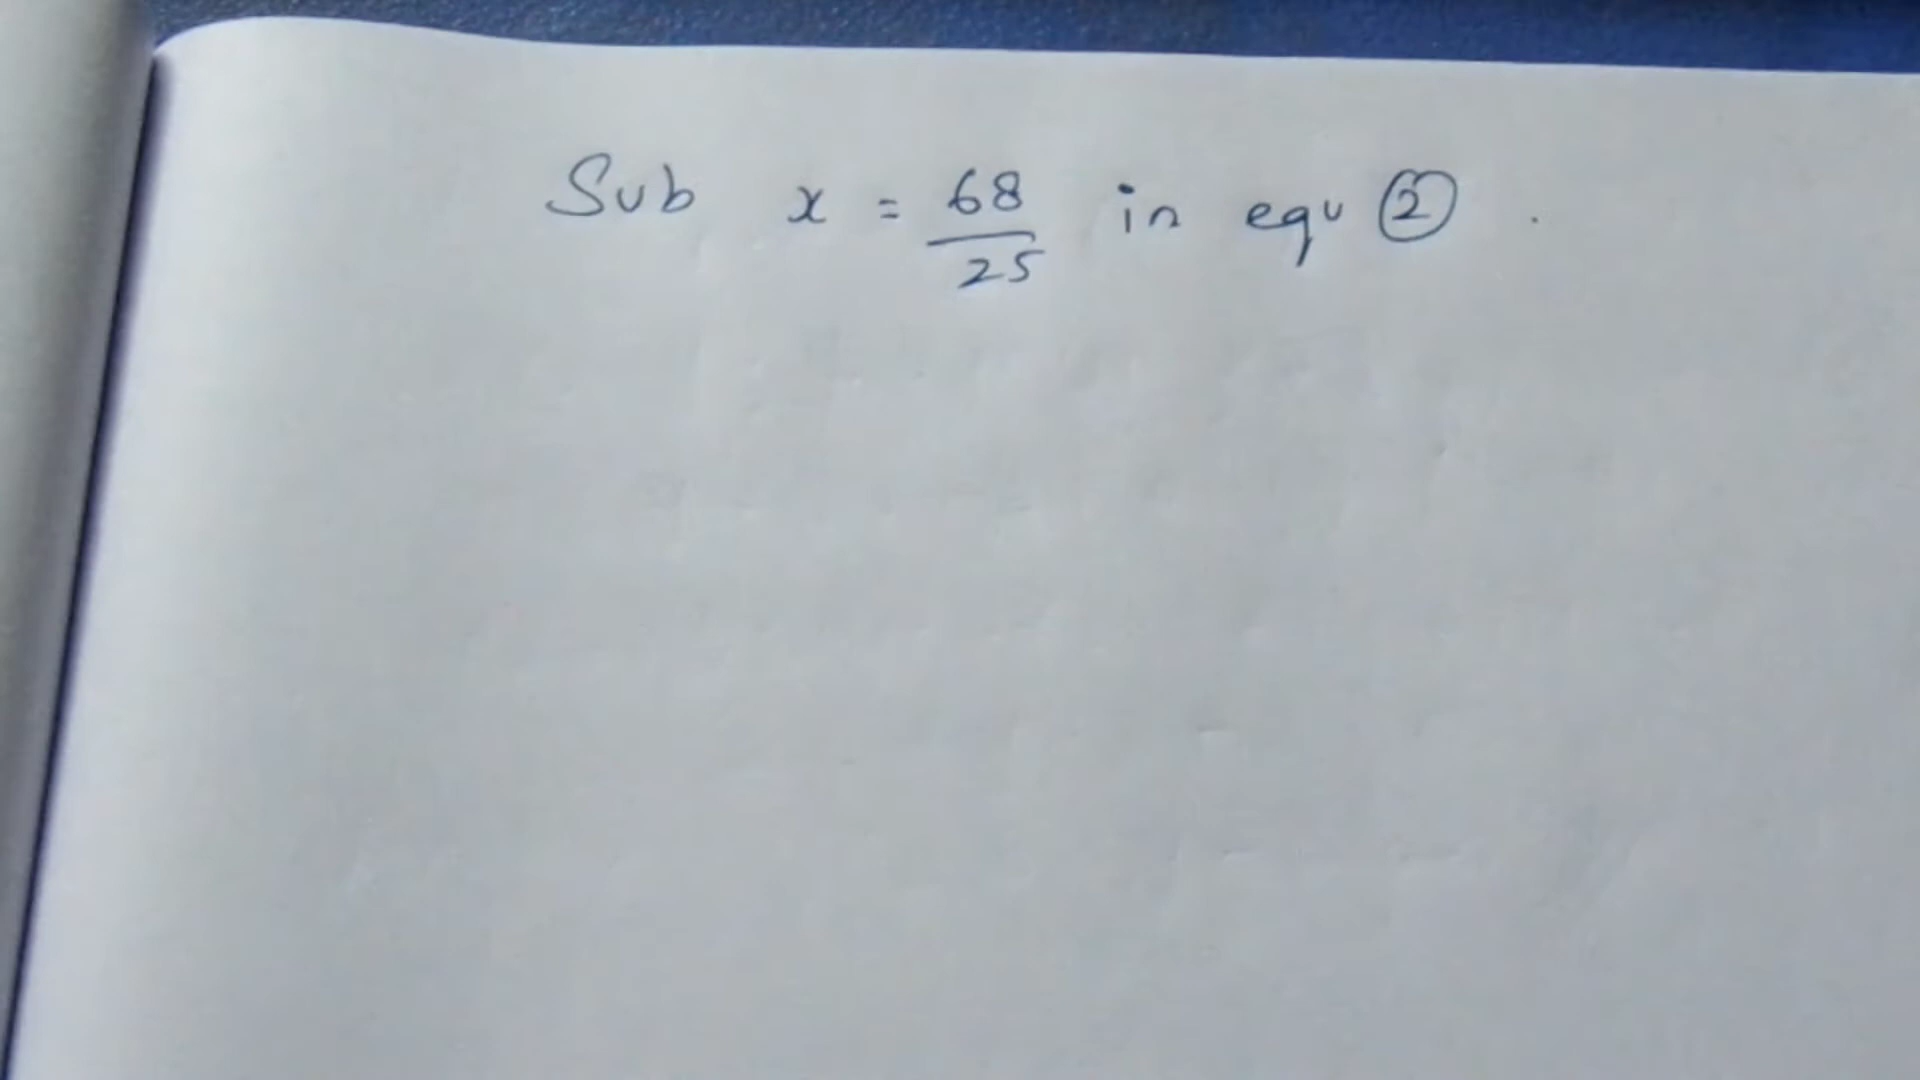 Sub x = 68/25 in equ ②.